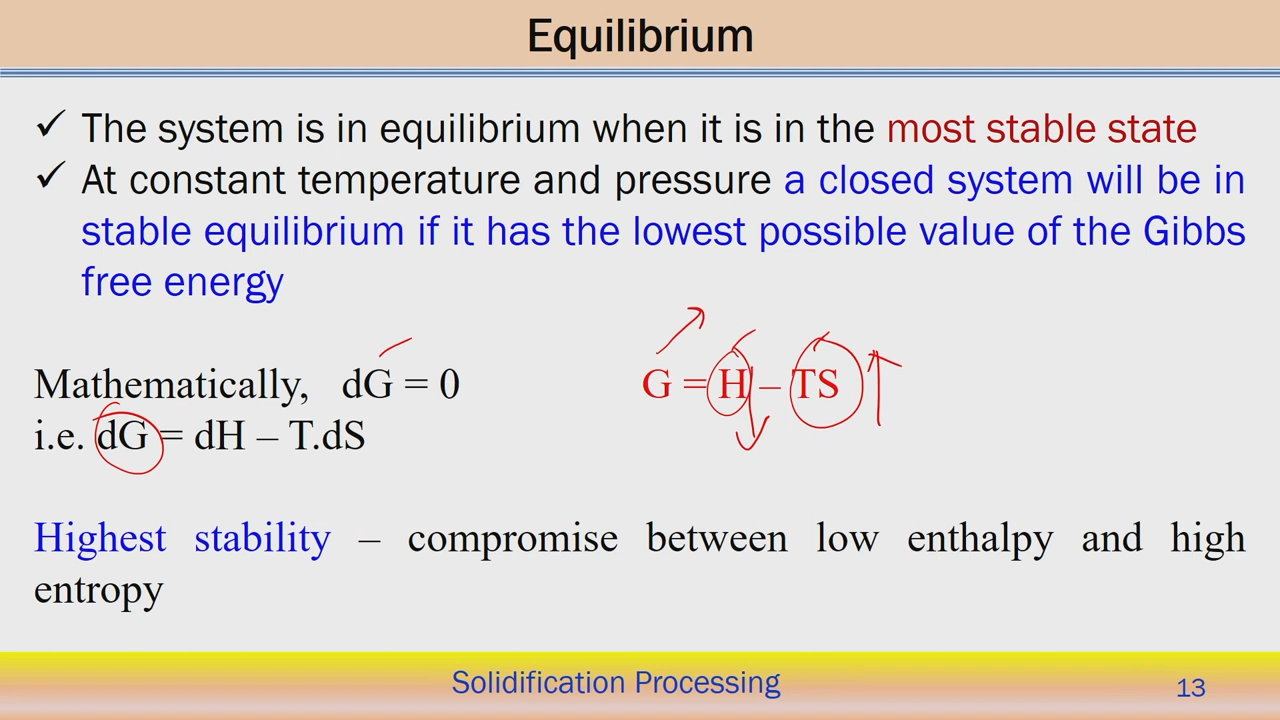 Equilibrium
✓ The system is in equilibrium when it is in the most stable state
✓ At constant temperature and pressure a closed system will be in
stable equilibrium if it has the lowest possible value of the Gibbs
free energy
Mathematically, dG = 0
G = H – TS
i.e. dG = dH – T.dS
Highest stability – compromise between low enthalpy and high
entropy
Solidification Processing
13